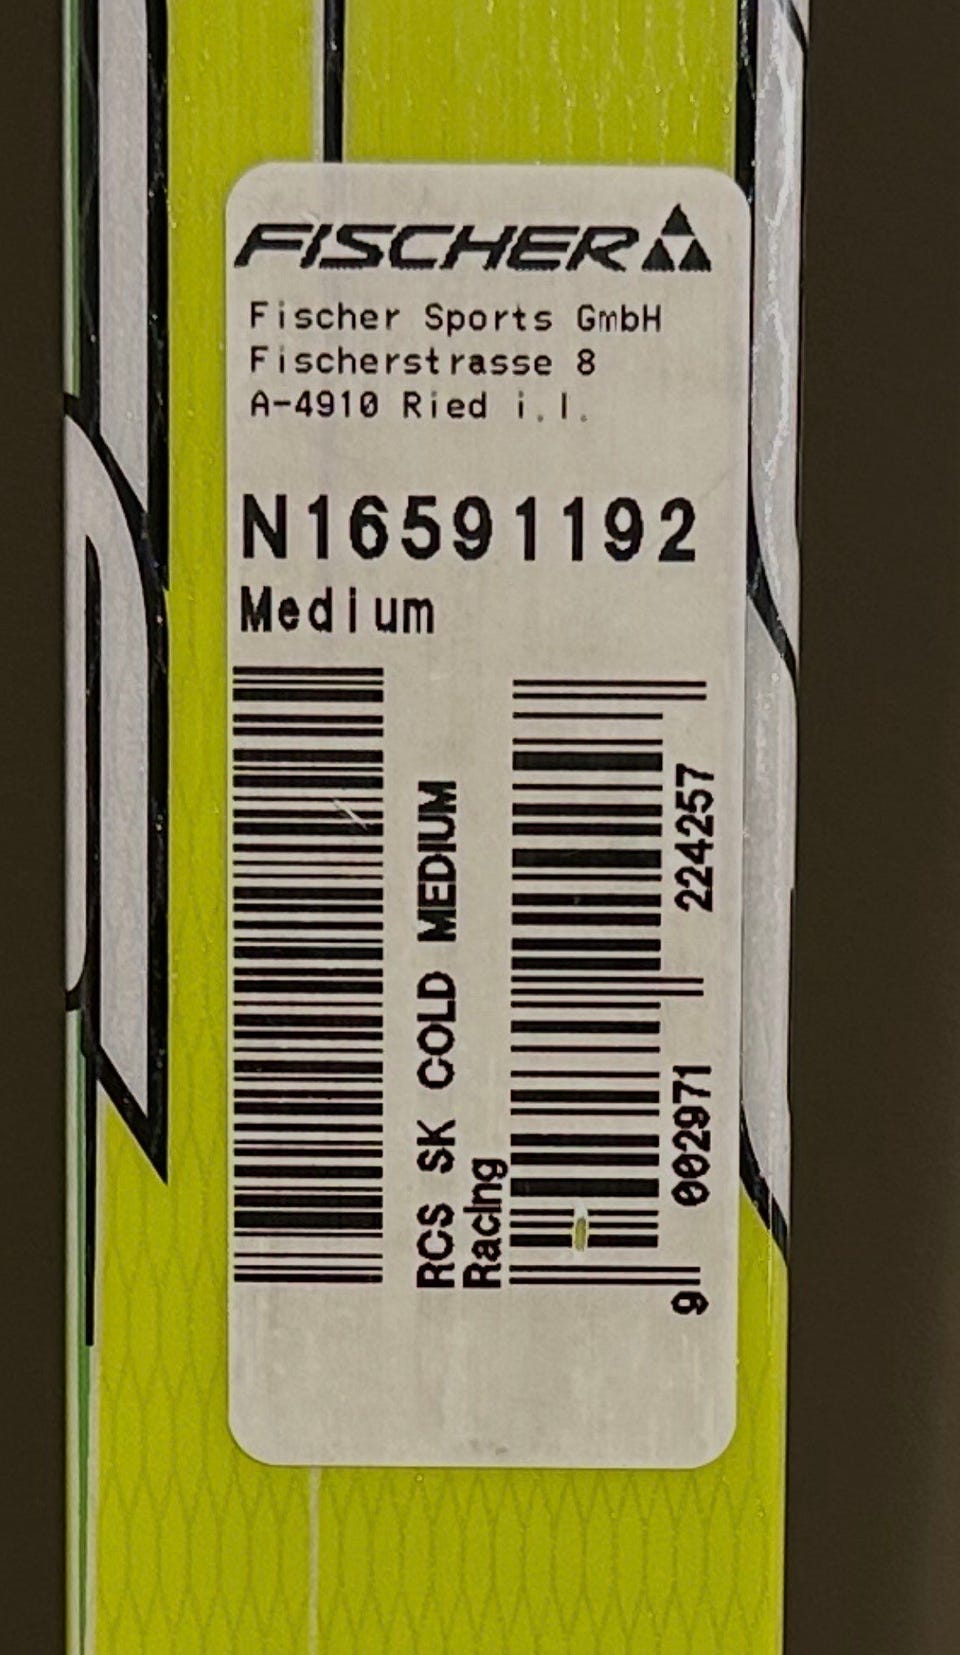 FISCHER
Fischer Sports GmbH
Fischerstrasse 8
A-4910 Ried i.I.
N16591192
Medium
RCS SK COLD MEDIUM
Racing
9 002971 224257